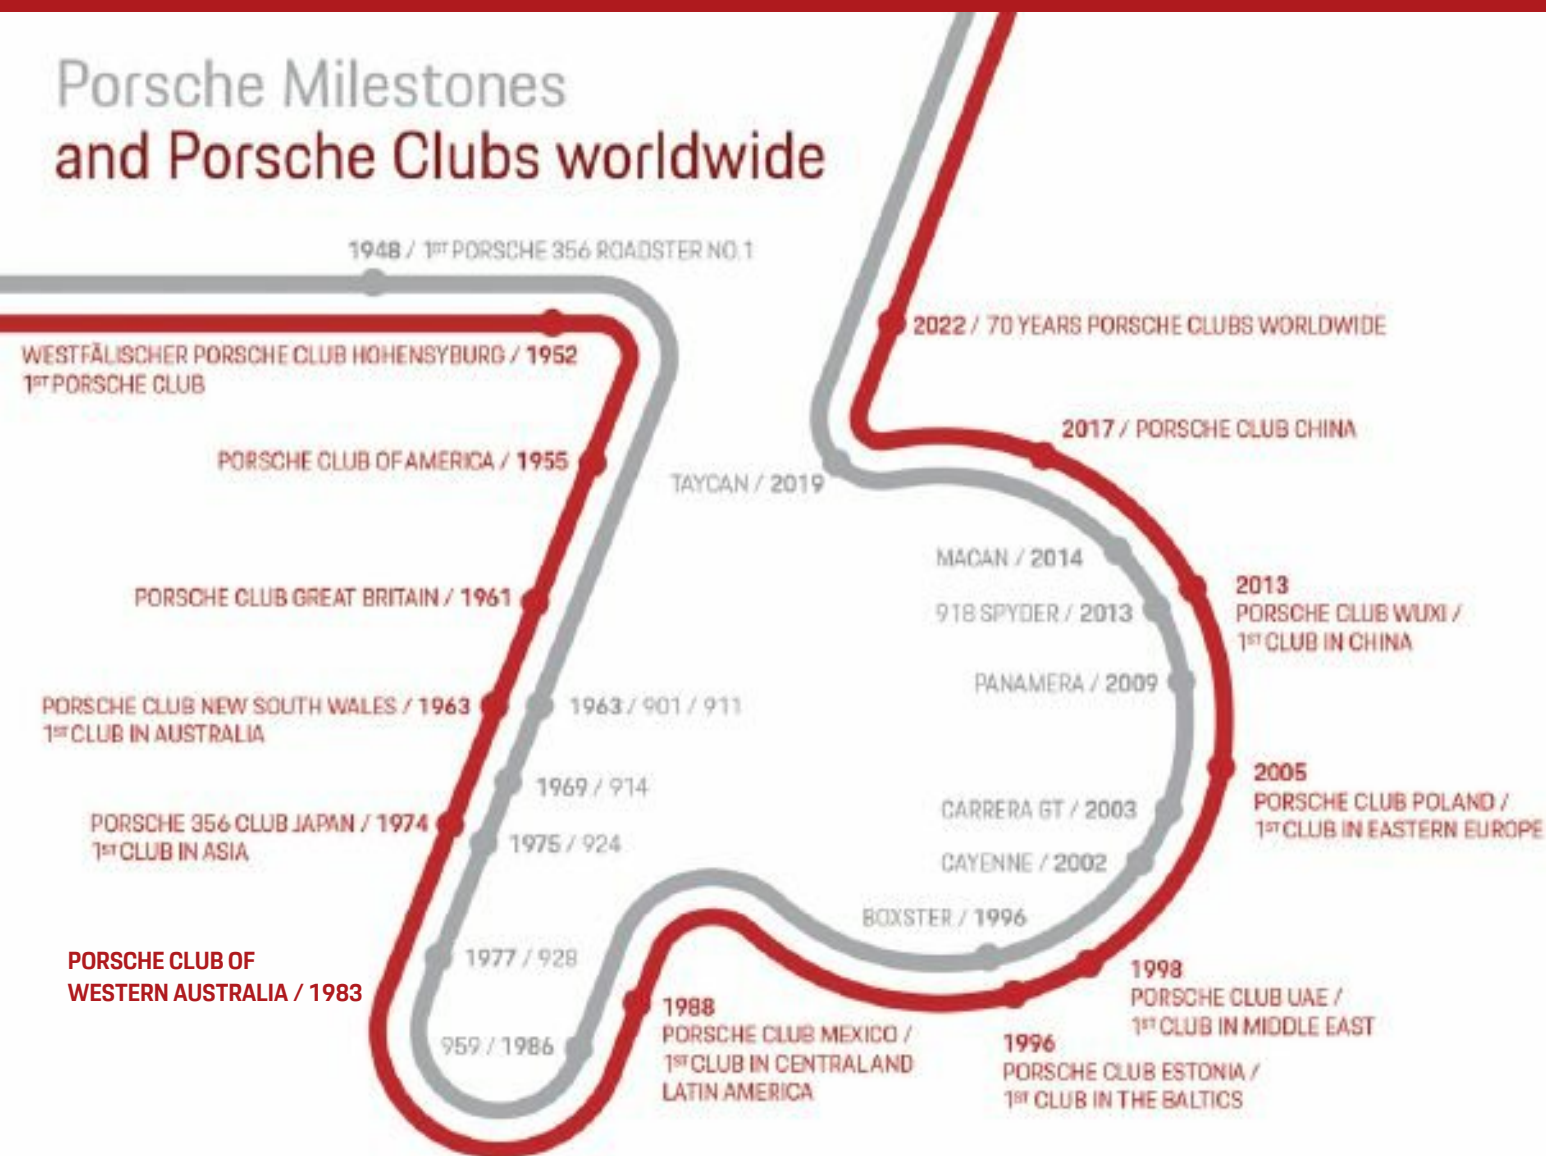 Porsche Milestones
and Porsche Clubs worldwide
1948 / 1ST PORSCHE 356 ROADSTER NO.1
WESTFÄLISCHER PORSCHE CLUB HOHENSYBURG / 1952
1ST PORSCHE CLUB
PORSCHE CLUB OF AMERICA / 1955
PORSCHE CLUB GREAT BRITAIN / 1961
PORSCHE CLUB NEW SOUTH WALES / 1963
1ST CLUB IN AUSTRALIA
1963 / 901 / 911
1969 / 914
PORSCHE 356 CLUB JAPAN / 1974
1ST CLUB IN ASIA
1975 / 924
PORSCHE CLUB OF
WESTERN AUSTRALIA / 1983
1977 / 928
959 / 1986
1988
PORSCHE CLUB MEXICO /
1ST CLUB IN CENTRAL AND
LATIN AMERICA
BOXSTER / 1996
1996
PORSCHE CLUB ESTONIA /
1ST CLUB IN THE BALTICS
1998
PORSCHE CLUB UAE /
1ST CLUB IN MIDDLE EAST
CAYENNE / 2002
CARRERA GT / 2003
2005
PORSCHE CLUB POLAND /
1ST CLUB IN EASTERN EUROPE
PANAMERA / 2009
918 SPYDER / 2013
2013
PORSCHE CLUB WUXI /
1ST CLUB IN CHINA
MACAN / 2014
2017 / PORSCHE CLUB CHINA
TAYCAN / 2019
2022 / 70 YEARS PORSCHE CLUBS WORLDWIDE